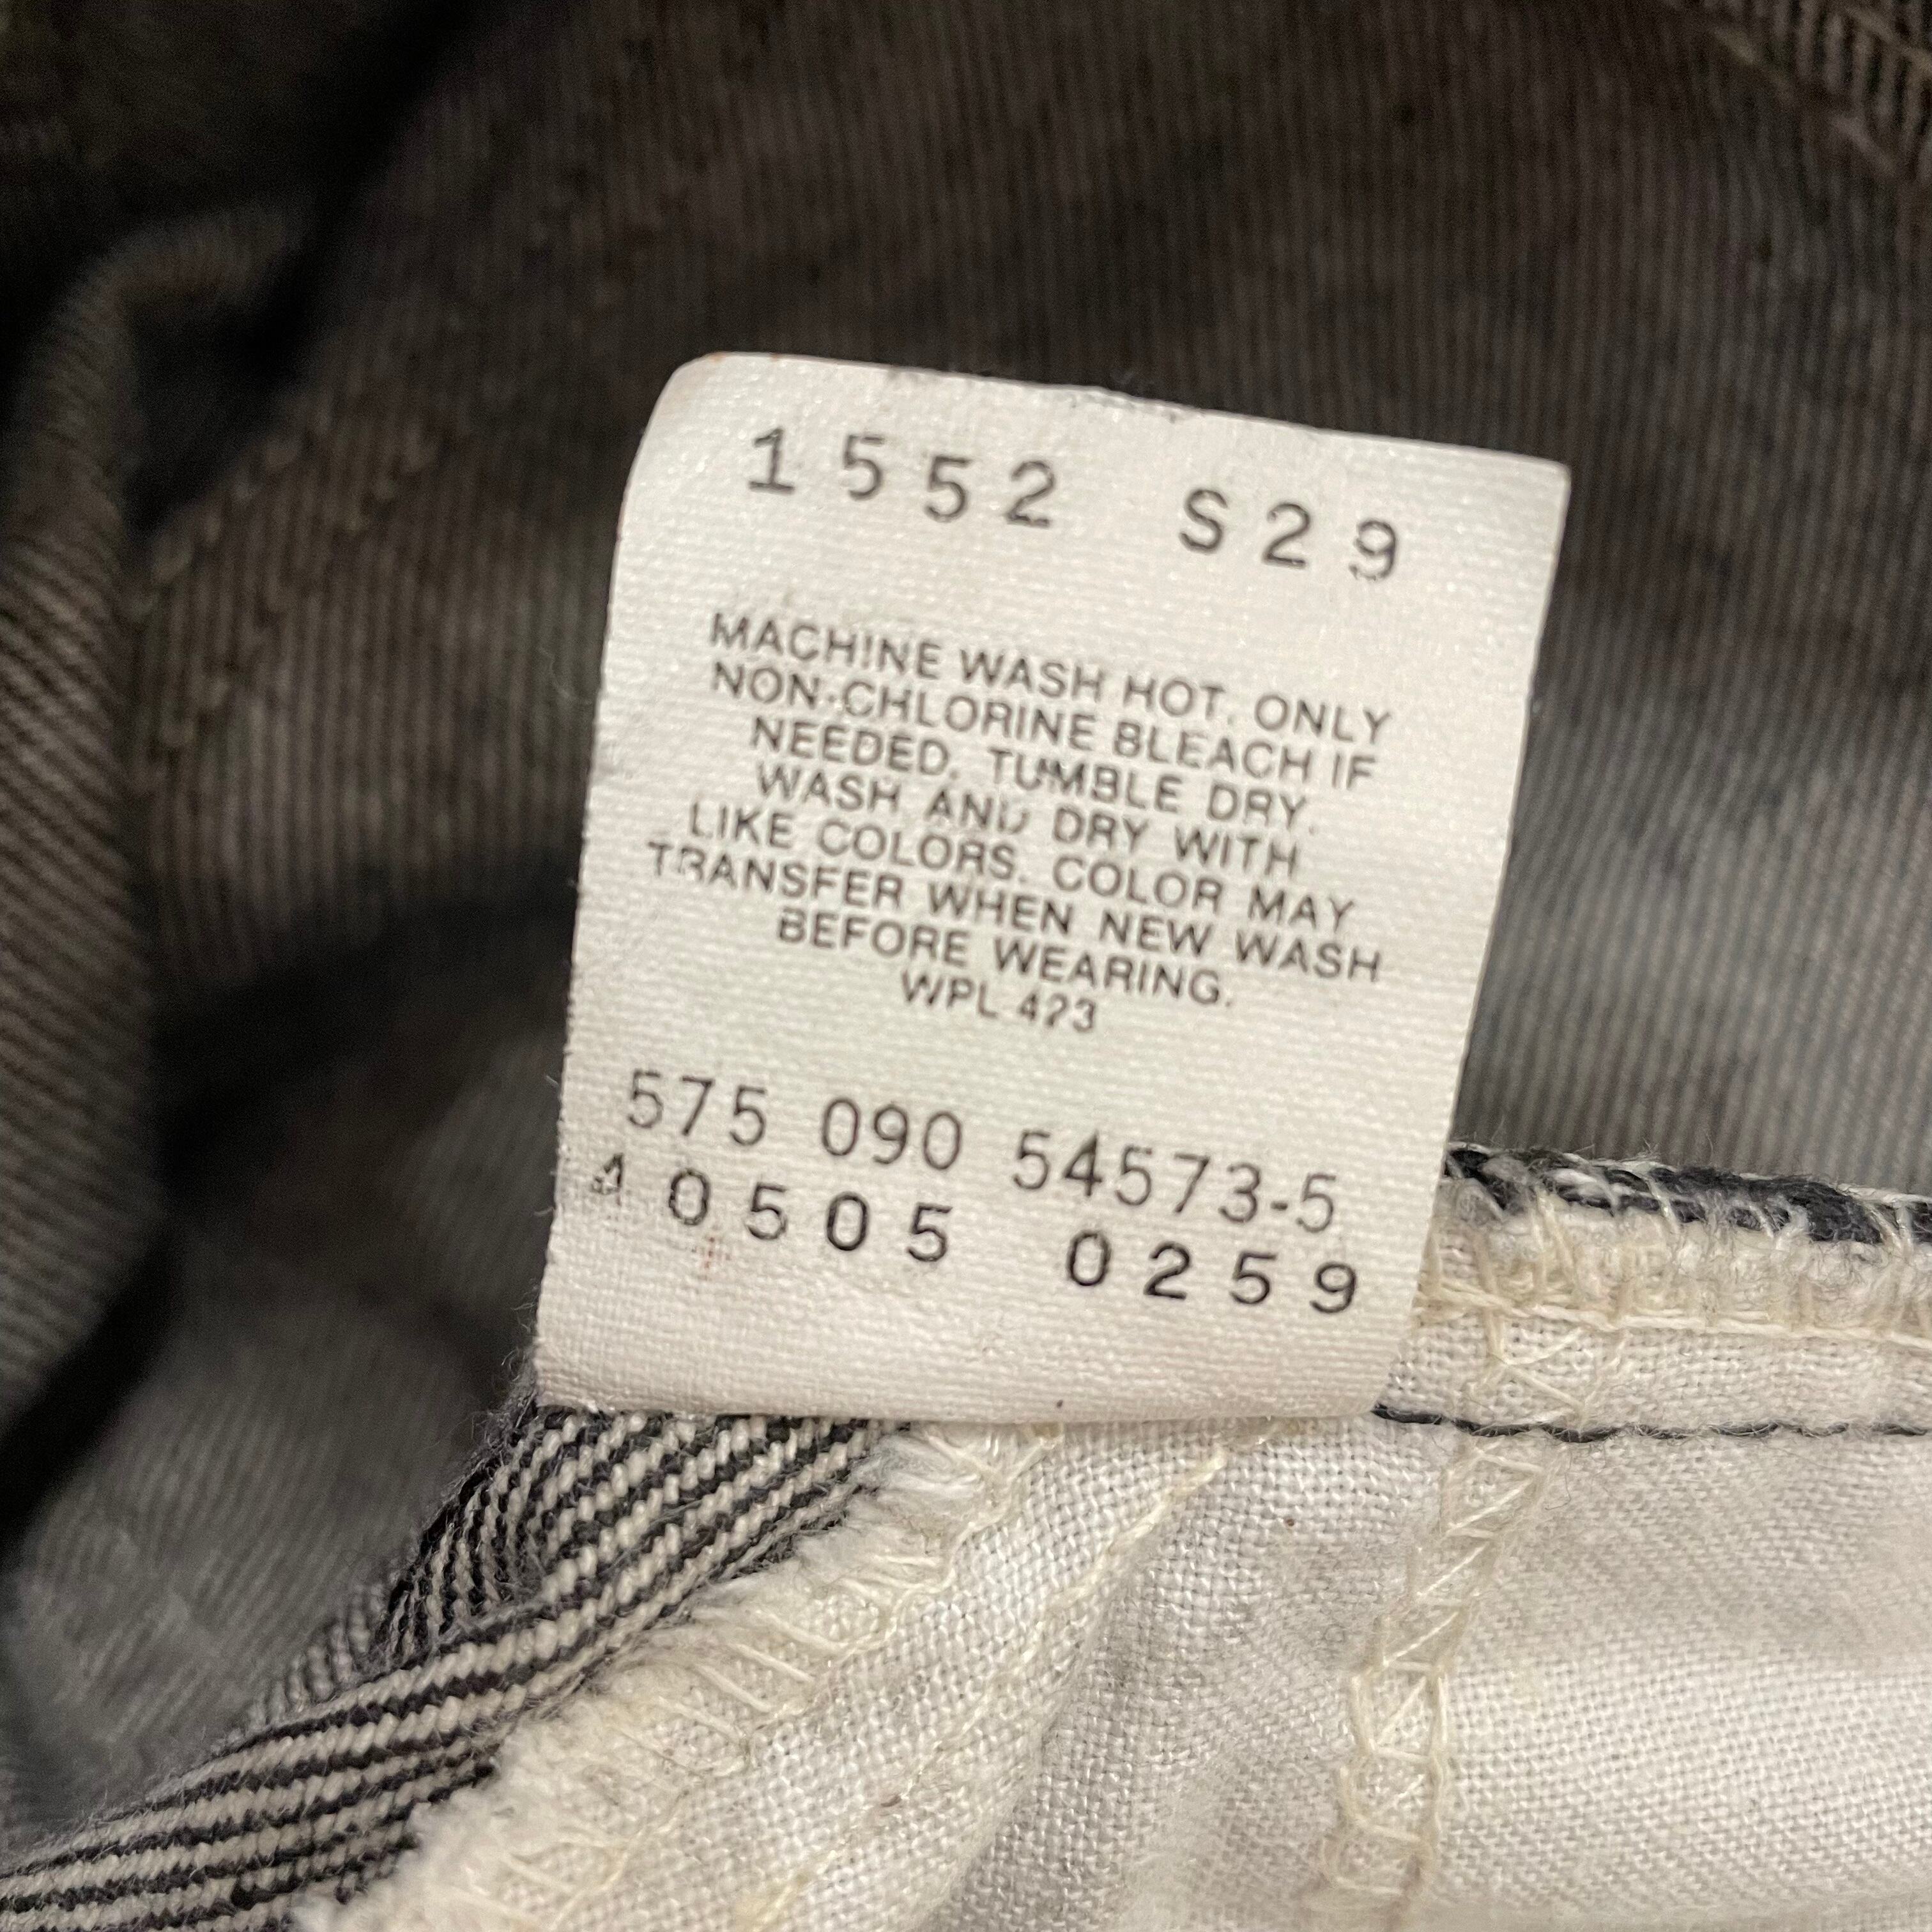 1552 S29
MACHINE WASH HOT. ONLY
NON-CHLORINE BLEACH IF
NEEDED. TUMBLE DRY.
WASH AND DRY WITH
LIKE COLORS. COLOR MAY
TRANSFER WHEN NEW WASH
BEFORE WEARING.
WPL 423
575 090 54573-5
40505 0259